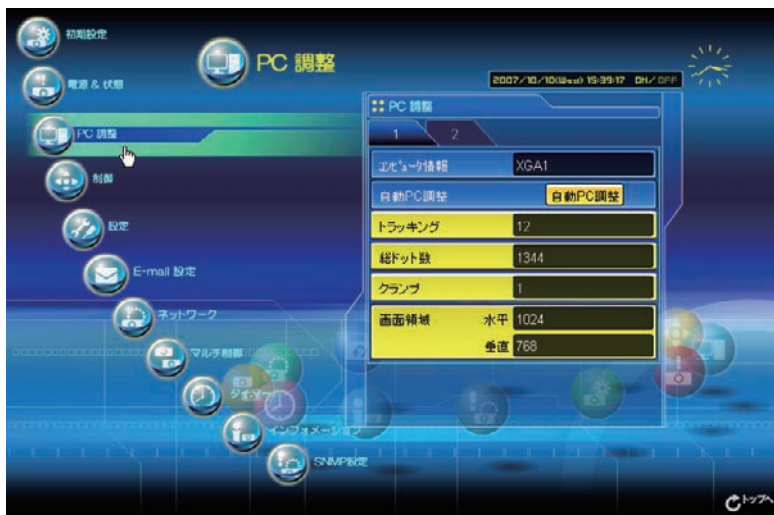 初期設定
電源 & 状態
PC 調整
制御
設定
E-mail 設定
ネットワーク
マルチ制御
タイマー
インフォメーション
SNMP設定
PC 調整
2007/10/10(Wed) 15:39:17 DH/OFF
PC 調整
1 2
コンピュータ情報 XGA1
自動PC調整 自動PC調整
トラッキング 12
総ドット数 1344
クランプ 1
画面領域 水平 1024
垂直 768
トップへ